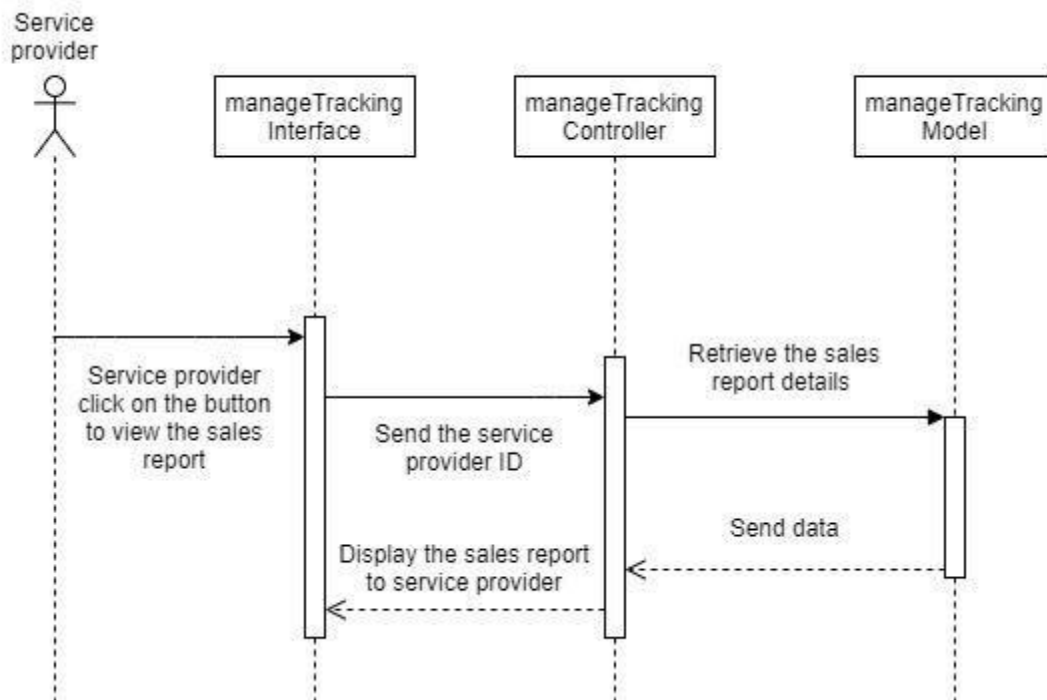 Service
provider
manageTracking
Interface
manageTracking
Controller
manageTracking
Model
Service provider
click on the button
to view the sales
report
Send the service
provider ID
Retrieve the sales
report details
Send data
Display the sales report
to service provider